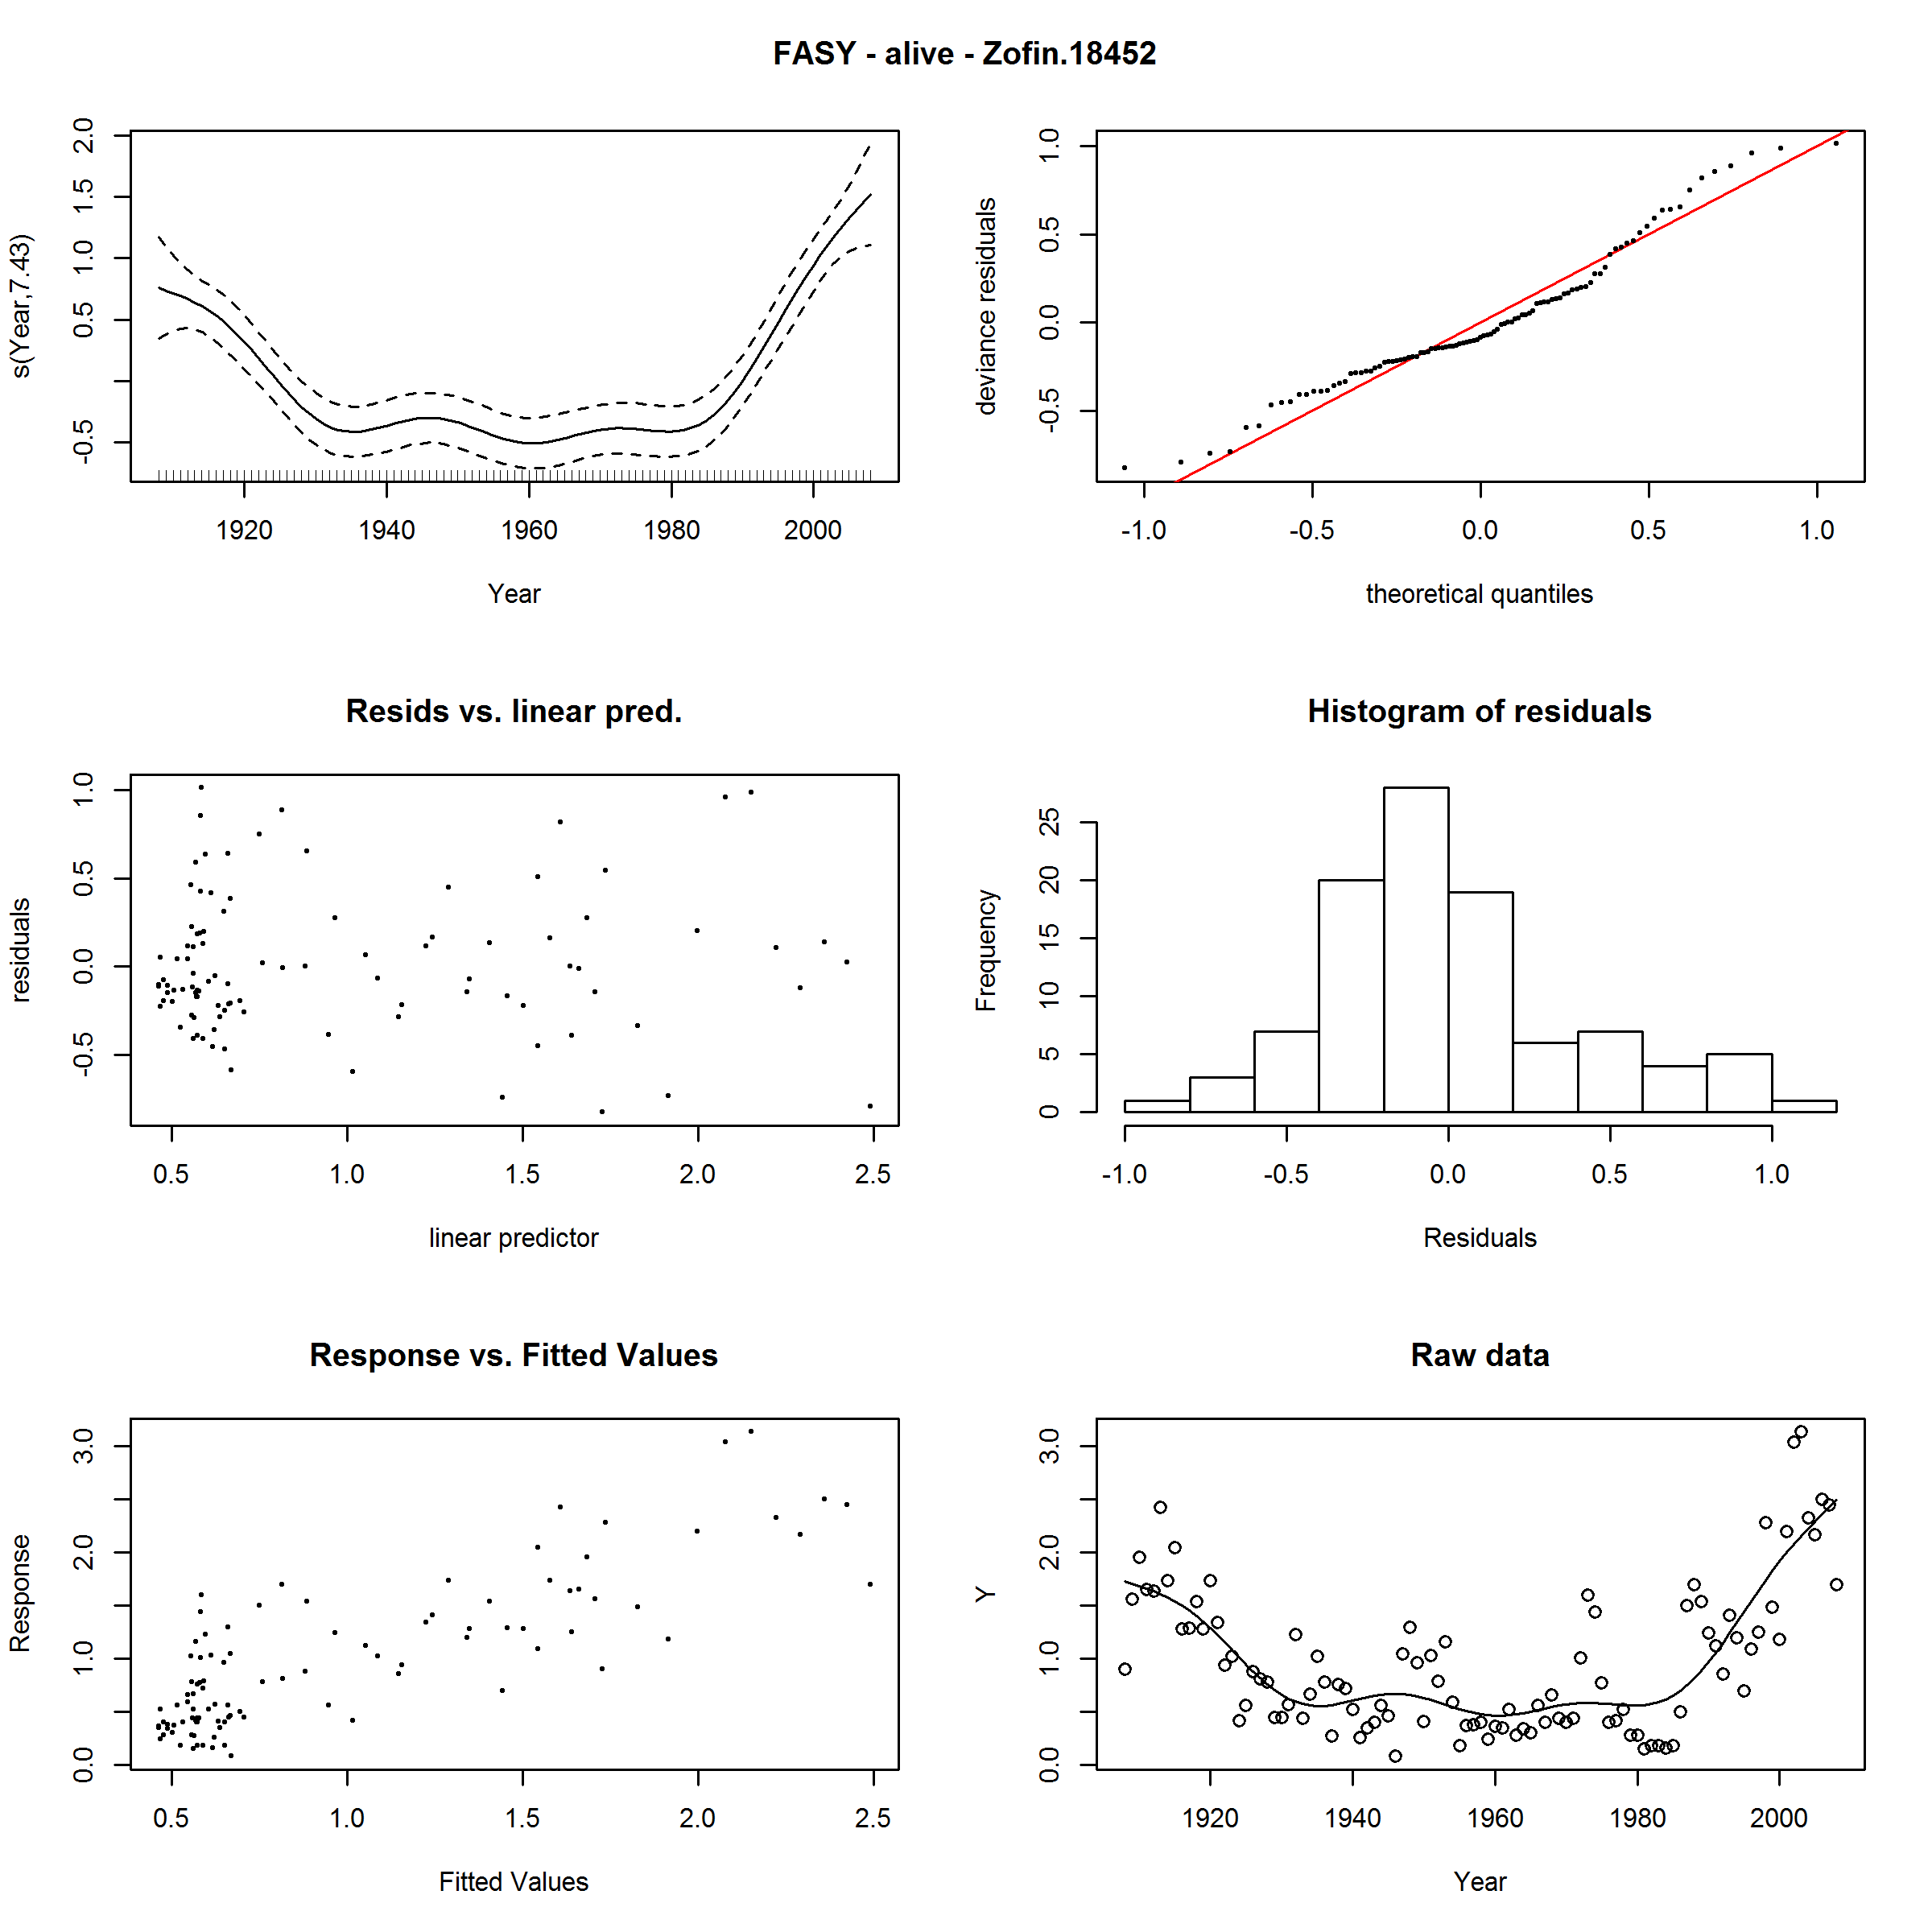 FASY - alive - Zofin.18452
s(Year,7.43)
-0.5 0.5 1.0 1.5 2.0
1920 1940 1960 1980 2000
Year
deviance residuals
-0.5 0.0 0.5 1.0
-1.0 -0.5 0.0 0.5 1.0
theoretical quantiles
Resids vs. linear pred.
residuals
-0.5 0.0 0.5 1.0
0.5 1.0 1.5 2.0 2.5
linear predictor
Histogram of residuals
Frequency
0 5 10 15 20 25
-1.0 -0.5 0.0 0.5 1.0
Residuals
Response vs. Fitted Values
Response
0.0 1.0 2.0 3.0
0.5 1.0 1.5 2.0 2.5
Fitted Values
Raw data
Y
0.0 1.0 2.0 3.0
1920 1940 1960 1980 2000
Year